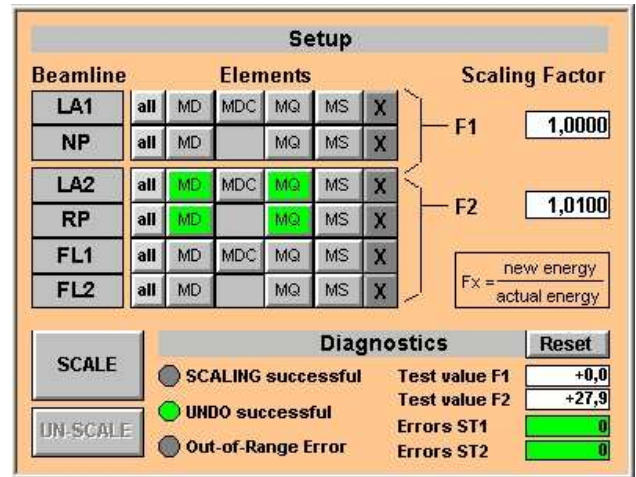 Setup
Beamline Elements Scaling Factor
LA1 all MD MDC MQ MS X F1 1,0000
NP all MD MQ MS X
LA2 all MD MDC MQ MS X F2 1,0100
RP all MD MQ MS X
FL1 all MD MDC MQ MS X
FL2 all MD MQ MS X
Fx = new energy
actual energy
SCALE
UN-SCALE
Diagnostics Reset
SCALING successful Test value F1 +0,0
UNDO successful Test value F2 +27,9
Out-of-Range Error Errors ST1 0
Errors ST2 0